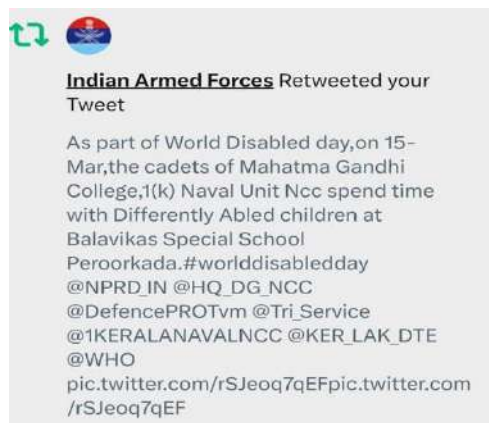 Indian Armed Forces Retweeted your
Tweet
As part of World Disabled day,on 15-
Mar,the cadets of Mahatma Gandhi
College,1(k) Naval Unit Ncc spend time
with Differently Abled children at
Balavikas Special School
Peroorkada.#worlddisabledday
@NPRD_IN @HQ_DG_NCC
@DefencePROTvm @Tri_Service
@1KERALANAVALNCC @KER_LAK_DTE
@WHO
pic.twitter.com/rSJeoq7qEFpic.twitter.com
/rSJeoq7qEF